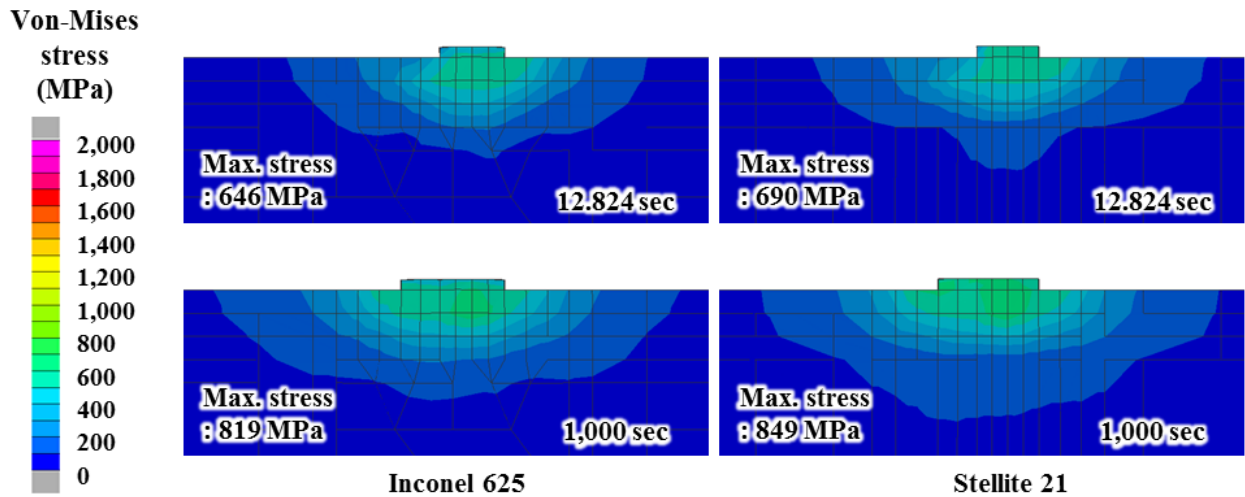 Von-Mises
stress
(MPa)
2,000
1,800
1,600
1,400
1,200
1,000
800
600
400
200
0
Max. stress
: 646 MPa
12.824 sec
Max. stress
: 690 MPa
12.824 sec
Max. stress
: 819 MPa
1,000 sec
Max. stress
: 849 MPa
1,000 sec
Inconel 625
Stellite 21